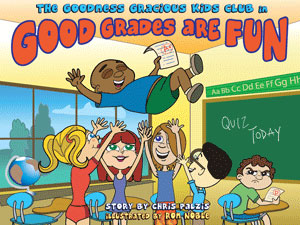 THE GOODNESS GRACIOUS KIDS CLUB in
GOOD GRADES ARE FUN
A+
Aa Bb Cc Dd Ee Ff Gg Hh
QUIZ
TODAY
STORY BY CHRIS PALZIS
ILLUSTRATED BY RON NOBLE